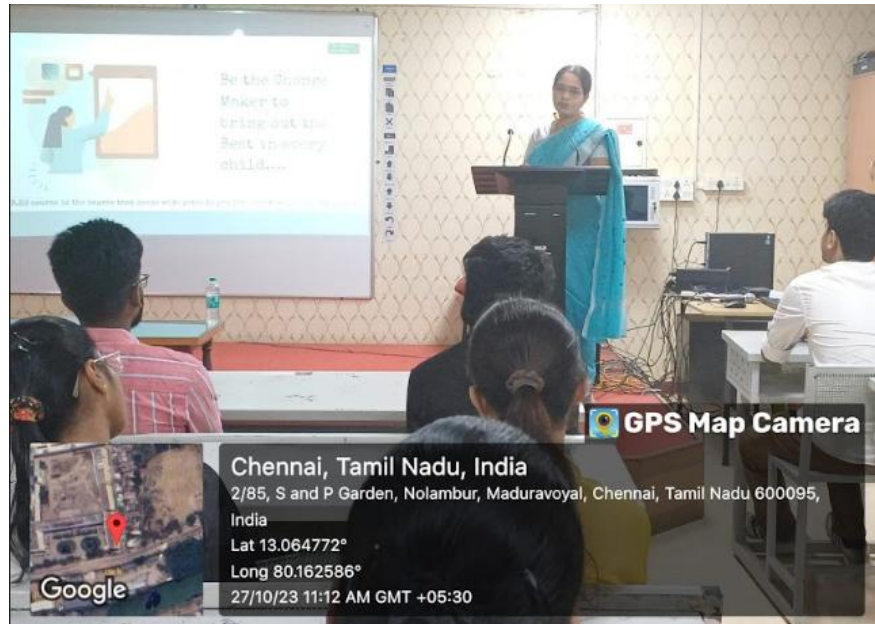 Be the Change
Maker to
bring out the
Best in every
child....
GPS Map Camera
Chennai, Tamil Nadu, India
2/85, S and P Garden, Nolambur, Maduravoyal, Chennai, Tamil Nadu 600095,
India
Lat 13.064772°
Long 80.162586°
27/10/23 11:12 AM GMT +05:30
Google